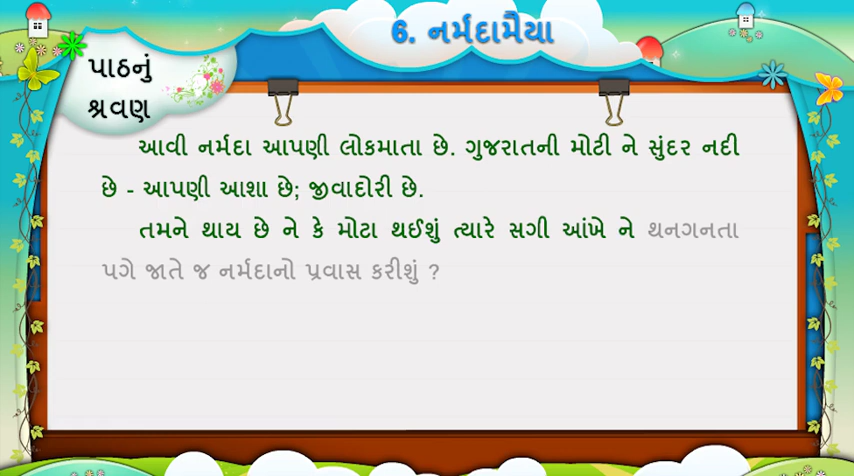 6. નર્મદામૈયા
પાઠનું
શ્રવણ
આવી નર્મદા આપણી લોકમાતા છે. ગુજરાતની મોટી ને સુંદર નદી
છે - આપણી આશા છે; જીવાદોરી છે.
તમને થાય છે ને કે મોટા થઈશું ત્યારે સગી આંખે ને થનગનતા
પગે જાતે જ નર્મદાનો પ્રવાસ કરીશું ?